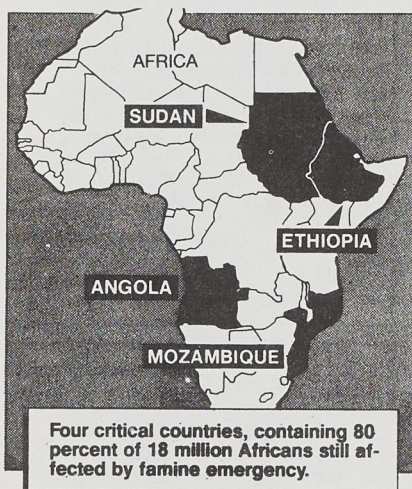 AFRICA
SUDAN
ETHIOPIA
ANGOLA
MOZAMBIQUE
Four critical countries, containing 80
percent of 18 million Africans still af-
fected by famine emergency.